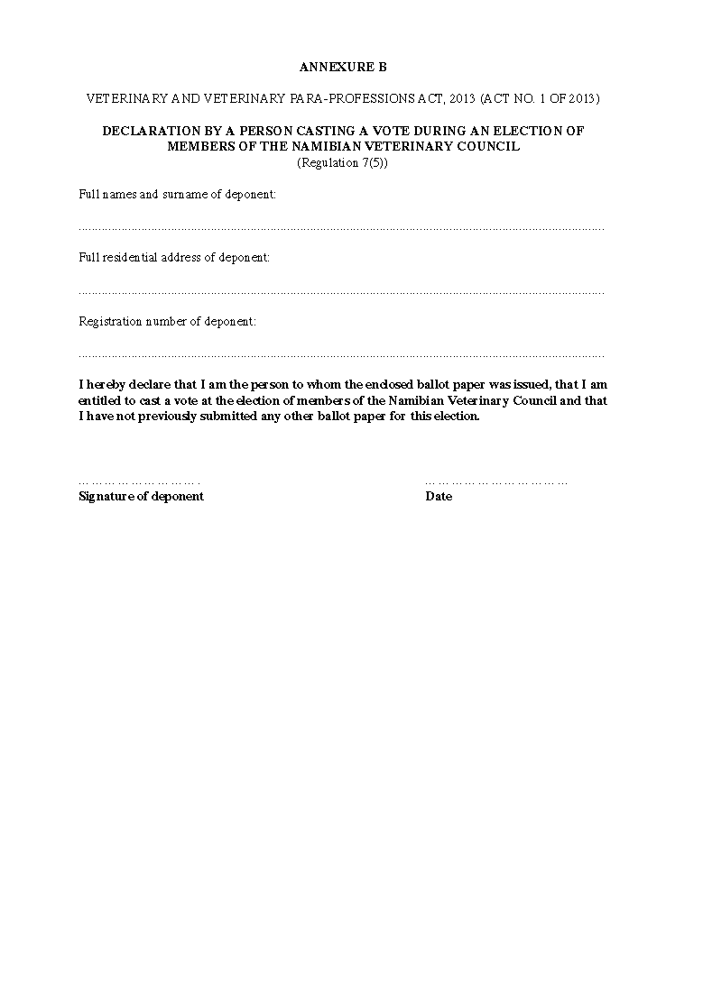 ANNEXURE B
VETERINARY AND VETERINARY PARA-PROFESSIONS ACT, 2013 (ACT NO. 1 OF 2013)
DECLARATION BY A PERSON CASTING A VOTE DURING AN ELECTION OF
MEMBERS OF THE NAMIBIAN VETERINARY COUNCIL
(Regulation 7(5))
Full names and surname of deponent:
Full residential address of deponent:
Registration number of deponent:
I hereby declare that I am the person to whom the enclosed ballot paper was issued, that I am
entitled to cast a vote at the election of members of the Namibian Veterinary Council and that
I have not previously submitted any other ballot paper for this election.
Signature of deponent
Date